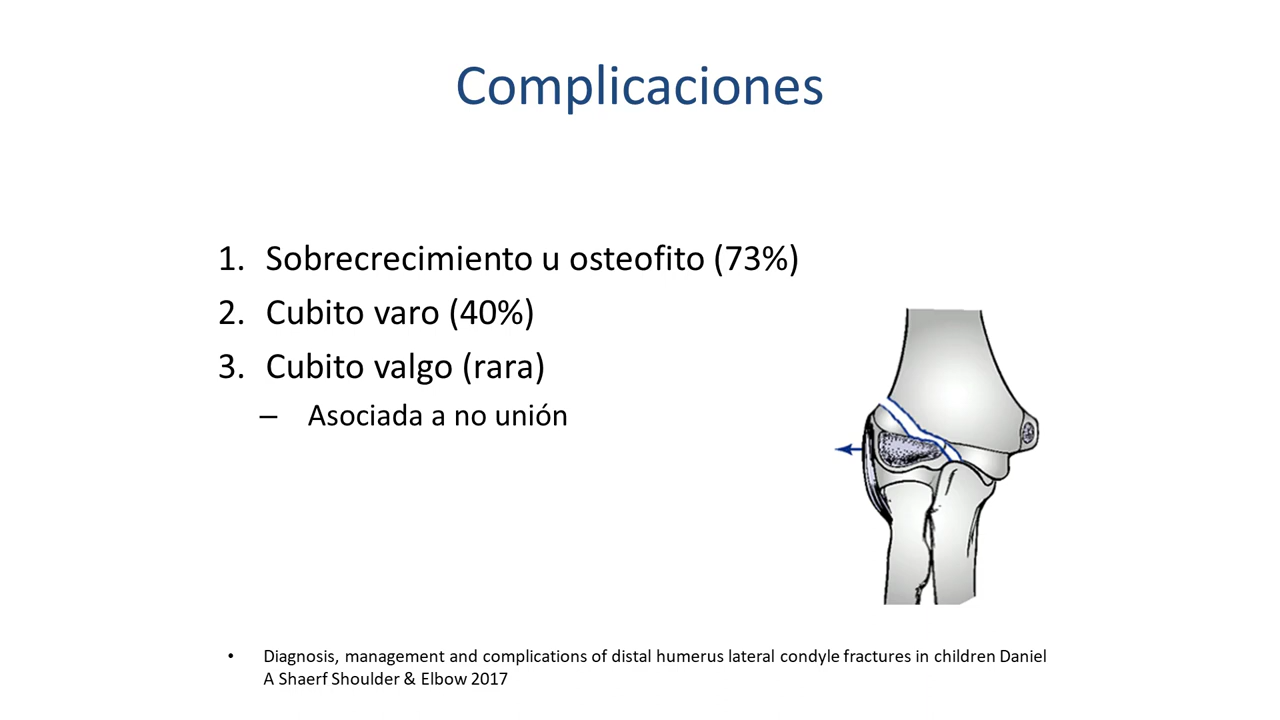 Complicaciones
1. Sobrecrecimiento u osteofito (73%)
2. Cubito varo (40%)
3. Cubito valgo (rara)
– Asociada a no unión
• Diagnosis, management and complications of distal humerus lateral condyle fractures in children Daniel
A Shaerf Shoulder & Elbow 2017